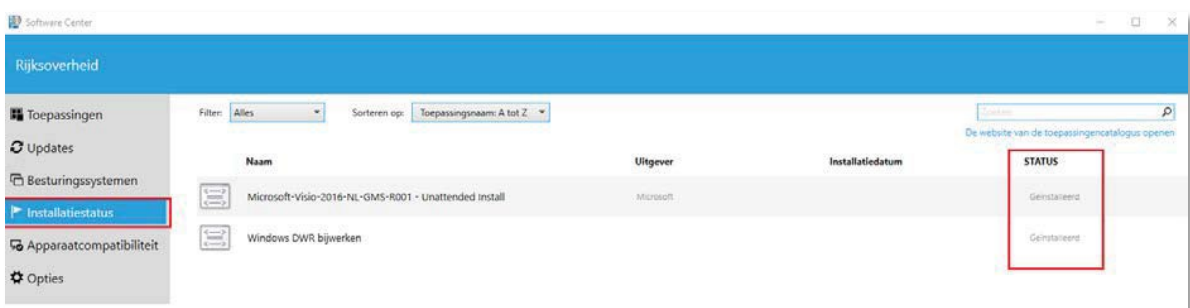 Software Center
Rijksoverheid
Toepassingen
Updates
Besturingssystemen
Installatiestatus
Apparaatcompatibiliteit
Opties
Filter: Alles Sorteren op: Toepassingsnaam: A tot Z
Zoeken
De website van de toepassingencatalogus openen
Naam Uitgever Installatiedatum STATUS
Microsoft-Visio-2016-NL-GMS-R001 - Unattended Install Microsoft Geïnstalleerd
Windows DWR bijwerken Geïnstalleerd